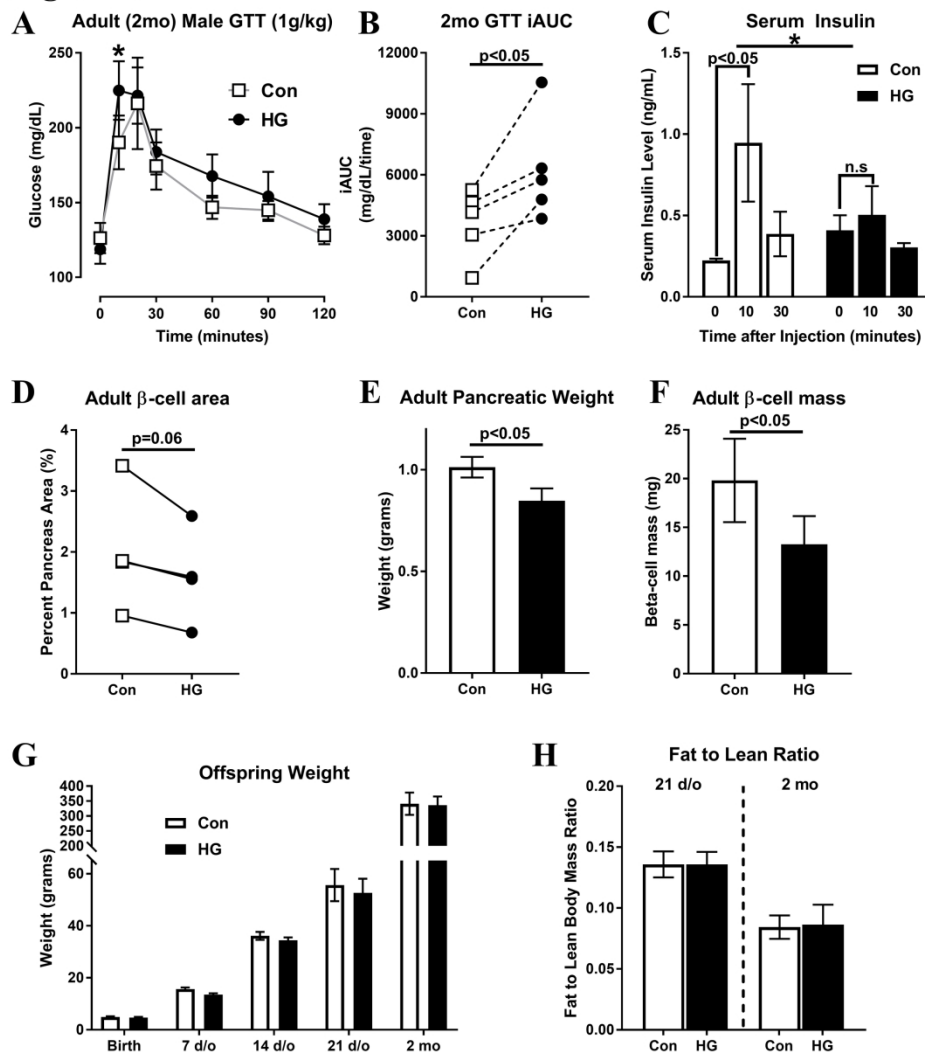 A
Adult (2mo) Male GTT (1g/kg)
250
200
150
100
Glucose (mg/dL)
*
Con
HG
0
30
60
90
120
Time (minutes)
B
2mo GTT iAUC
p<0.05
12000
9000
6000
3000
0
iAUC
(mg/dL/time)
Con
HG
C
Serum Insulin
*
p<0.05
Con
HG
n.s
1.5
1.0
0.5
0.0
Serum Insulin Level (ng/mL)
0
10
30
0
10
30
Time after Injection (minutes)
D
Adult β-cell area
p=0.06
4
3
2
1
0
Percent Pancreas Area (%)
Con
HG
E
Adult Pancreatic Weight
p<0.05
1.0
0.5
0.0
Weight (grams)
Con
HG
F
Adult β-cell mass
p<0.05
25
20
15
10
5
0
Beta-cell mass (mg)
Con
HG
G
Offspring Weight
Con
HG
400
350
300
250
200
60
40
20
0
Weight (grams)
Birth
7 d/o
14 d/o
21 d/o
2 mo
H
Fat to Lean Ratio
21 d/o
2 mo
0.20
0.15
0.10
0.05
0.00
Fat to Lean Body Mass Ratio
Con
HG
Con
HG